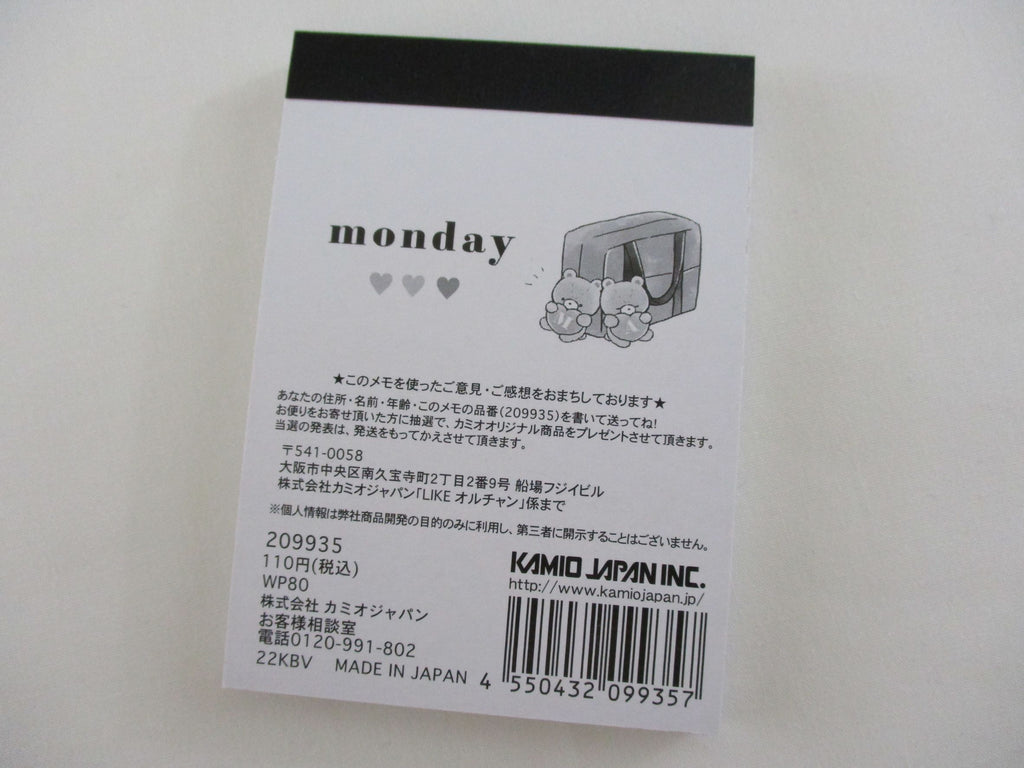 monday
★このメモを使ったご意見・ご感想をおまちしております★
あなたの住所・名前・年齢・このメモの品番(209935)を書いて送ってね!
お便りをお寄せ頂いた方に抽選で、カミオオリジナル商品をプレゼントさせて頂きます。
当選の発表は、発送をもってかえさせて頂きます。
〒541-0058
大阪市中央区南久宝寺町2丁目2番9号 船場フジイビル
株式会社カミオジャパン「LIKE オルチャン」係まで
※個人情報は弊社商品開発の目的のみに利用し、第三者に開示することはございません。
209935
110円(税込)
WP80
株式会社 カミオジャパン
お客様相談室
電話0120-991-802
22KBV MADE IN JAPAN
KAMIO JAPAN INC.
http://www.kamiojapan.jp/
4 550432 099357